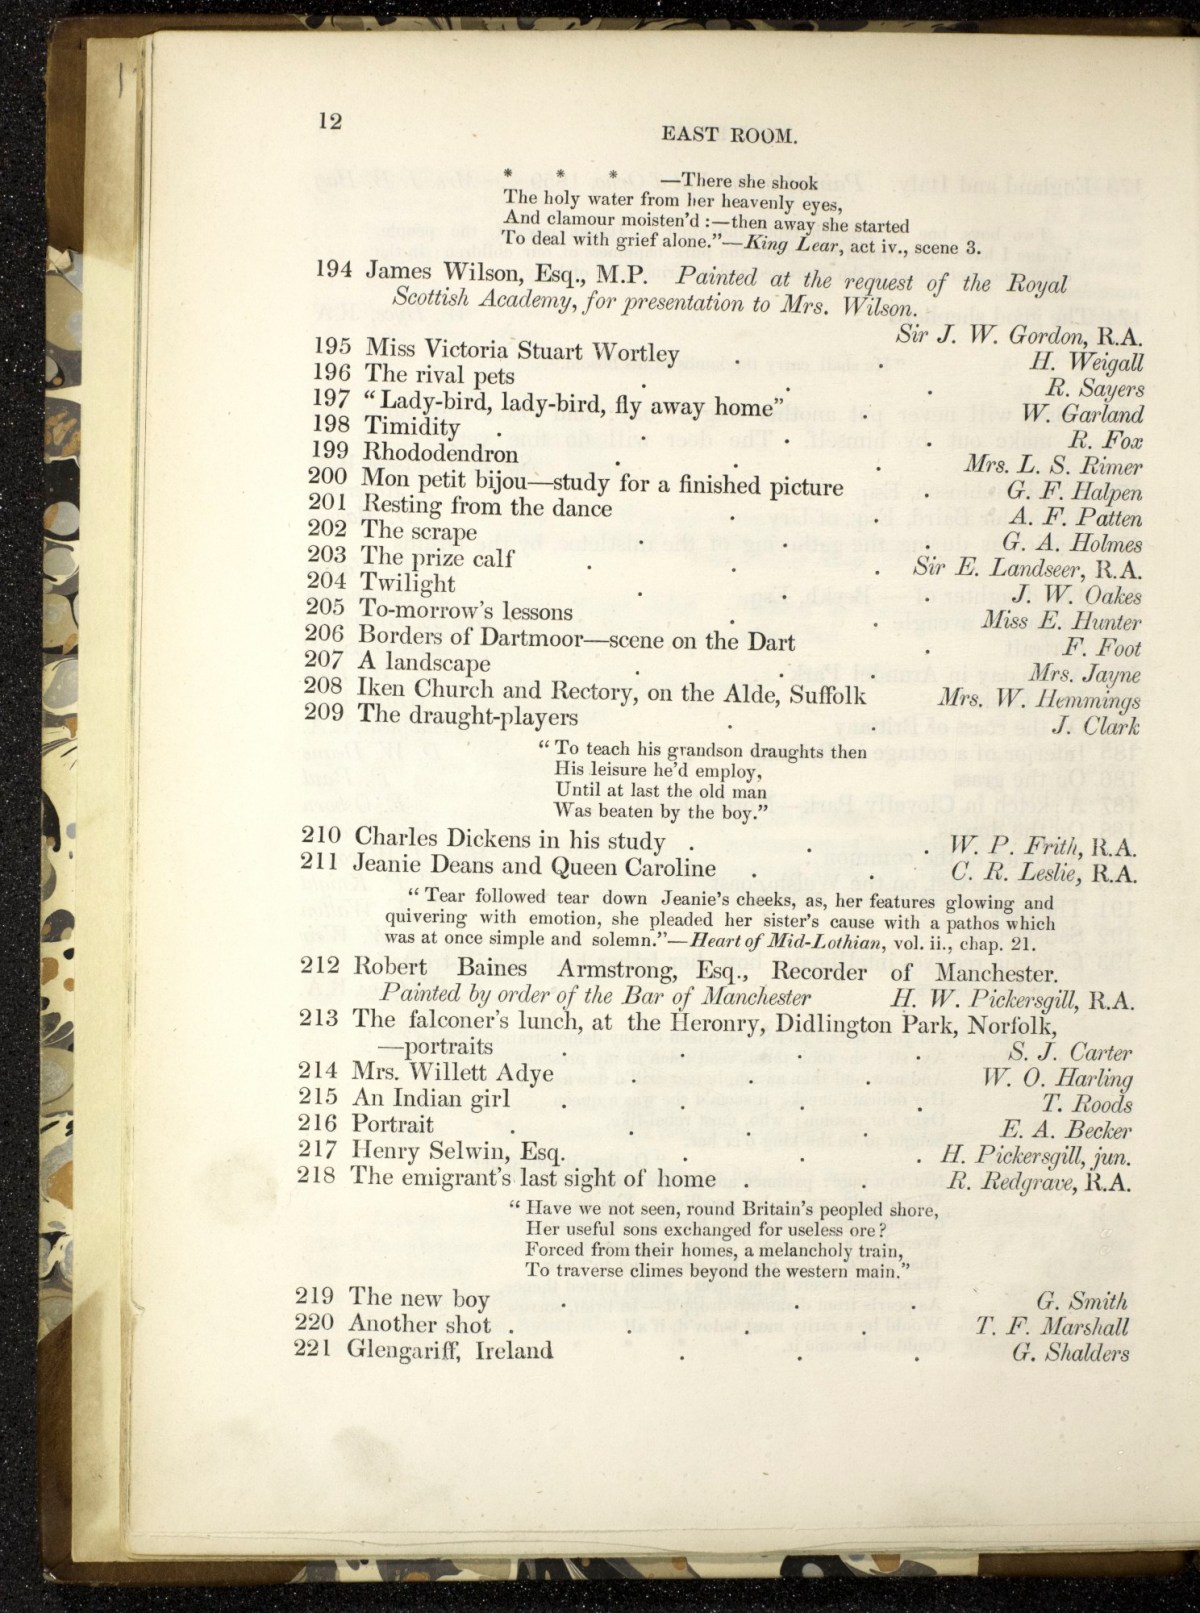 12
EAST ROOM.
* * * —There she shook
The holy water from her heavenly eyes,
And clamour moisten'd :—then away she started
To deal with grief alone."—King Lear, act iv., scene 3.
194 James Wilson, Esq., M.P. Painted at the request of the Royal
Scottish Academy, for presentation to Mrs. Wilson.
Sir J. W. Gordon, R.A.
195 Miss Victoria Stuart Wortley . . H. Weigall
196 The rival pets . . . R. Sayers
197 "Lady-bird, lady-bird, fly away home" . W. Garland
198 Timidity . . . . R. Fox
199 Rhododendron . . . Mrs. L. S. Rimer
200 Mon petit bijou—study for a finished picture . G. F. Halpen
201 Resting from the dance . . A. F. Patten
202 The scrape . . . G. A. Holmes
203 The prize calf . . . Sir E. Landseer, R.A.
204 Twilight . . . J. W. Oakes
205 To-morrow's lessons . . Miss E. Hunter
206 Borders of Dartmoor—scene on the Dart . F. Foot
207 A landscape . . . Mrs. Jayne
208 Iken Church and Rectory, on the Alde, Suffolk Mrs. W. Hemmings
209 The draught-players . . J. Clark
"To teach his grandson draughts then
His leisure he'd employ,
Until at last the old man
Was beaten by the boy."
210 Charles Dickens in his study . . . W. P. Frith, R.A.
211 Jeanie Deans and Queen Caroline . . C. R. Leslie, R.A.
"Tear followed tear down Jeanie's cheeks, as, her features glowing and
quivering with emotion, she pleaded her sister's cause with a pathos which
was at once simple and solemn."—Heart of Mid-Lothian, vol. ii., chap. 21.
212 Robert Baines Armstrong, Esq., Recorder of Manchester.
Painted by order of the Bar of Manchester H. W. Pickersgill, R.A.
213 The falconer's lunch, at the Heronry, Didlington Park, Norfolk,
—portraits . . . . S. J. Carter
214 Mrs. Willett Adye . . . W. O. Harling
215 An Indian girl . . . . T. Roods
216 Portrait . . . . E. A. Becker
217 Henry Selwin, Esq. . . . H. Pickersgill, jun.
218 The emigrant's last sight of home . . R. Redgrave, R.A.
"Have we not seen, round Britain's peopled shore,
Her useful sons exchanged for useless ore?
Forced from their homes, a melancholy train,
To traverse climes beyond the western main."
219 The new boy . . . . G. Smith
220 Another shot . . . . T. F. Marshall
221 Glengariff, Ireland . . . G. Shalders